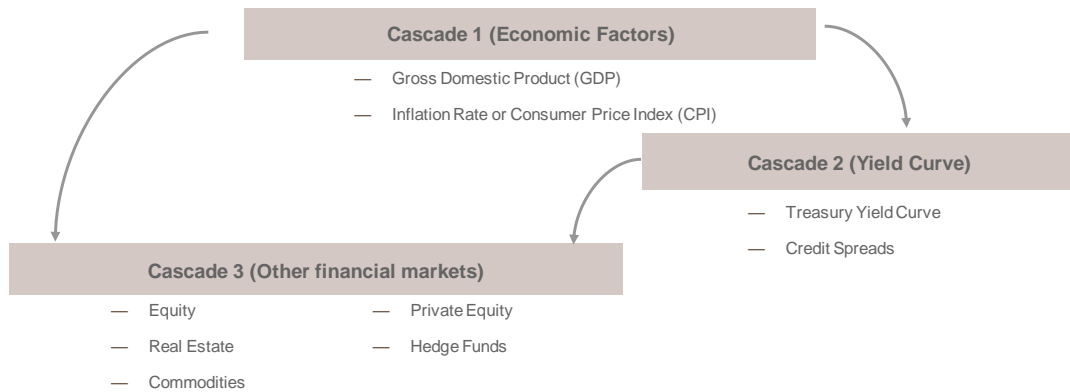 Cascade 1 (Economic Factors)
— Gross Domestic Product (GDP)
— Inflation Rate or Consumer Price Index (CPI)
Cascade 2 (Yield Curve)
— Treasury Yield Curve
— Credit Spreads
Cascade 3 (Other financial markets)
— Equity
— Real Estate
— Commodities
— Private Equity
— Hedge Funds